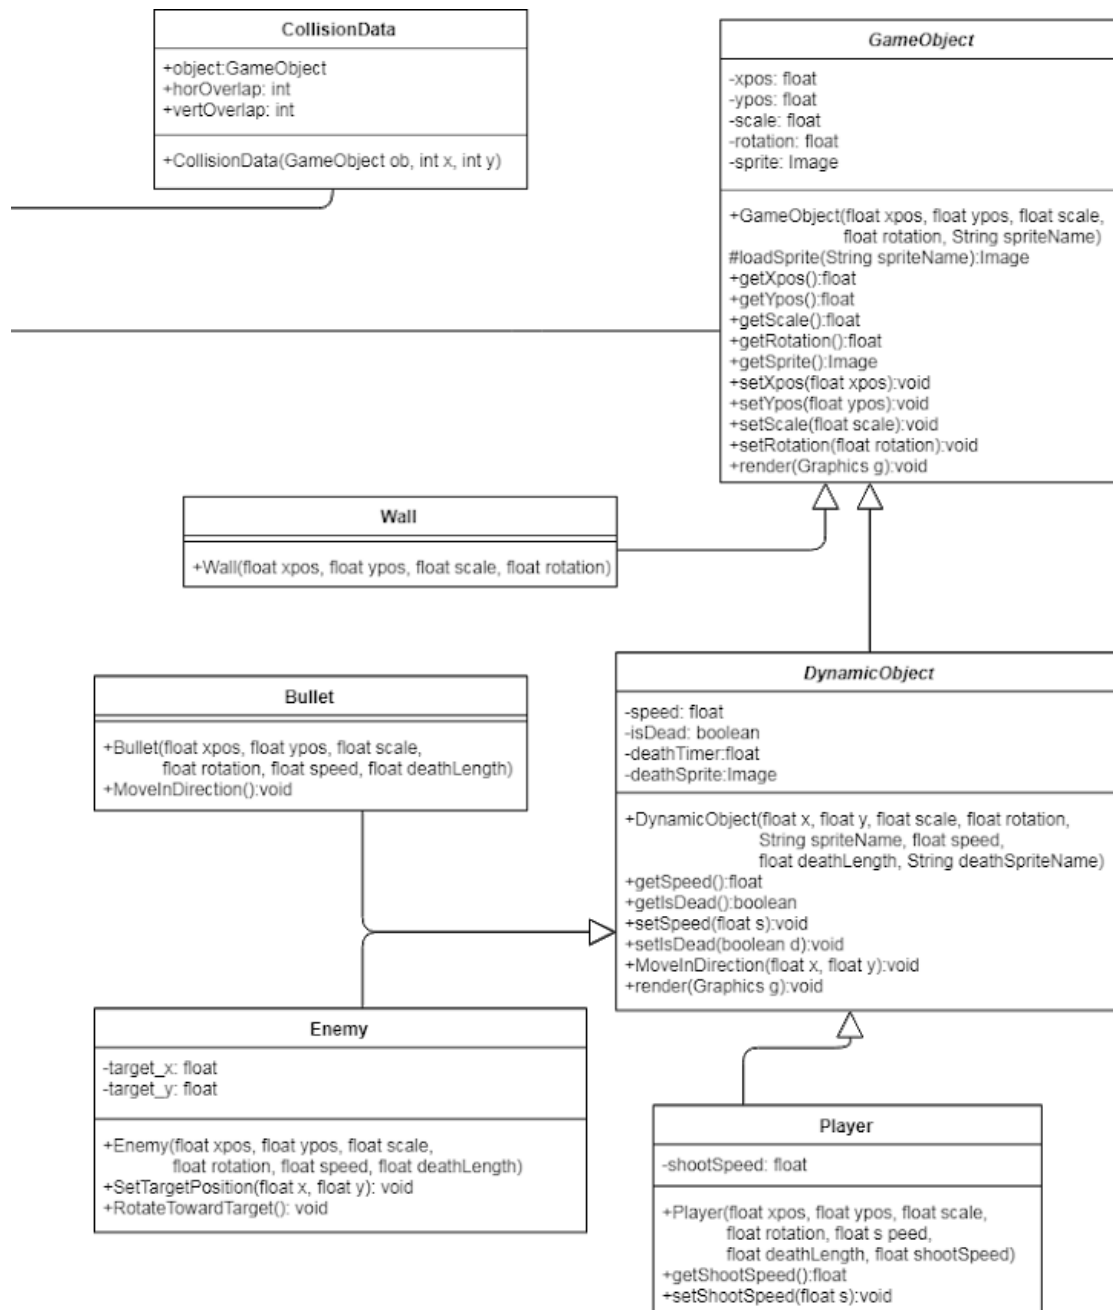 CollisionData
+object:GameObject
+horOverlap: int
+vertOverlap: int
+CollisionData(GameObject ob, int x, int y)
GameObject
-xpos: float
-ypos: float
-scale: float
-rotation: float
-sprite: Image
+GameObject(float xpos, float ypos, float scale,
float rotation, String spriteName)
#loadSprite(String spriteName):Image
+getXpos():float
+getYpos():float
+getScale():float
+getRotation():float
+getSprite():Image
+setXpos(float xpos):void
+setYpos(float ypos):void
+setScale(float scale):void
+setRotation(float rotation):void
+render(Graphics g):void
Wall
+Wall(float xpos, float ypos, float scale, float rotation)
Bullet
+Bullet(float xpos, float ypos, float scale,
float rotation, float speed, float deathLength)
+MoveInDirection():void
DynamicObject
-speed: float
-isDead: boolean
-deathTimer:float
-deathSprite:Image
+DynamicObject(float x, float y, float scale, float rotation,
String spriteName, float speed,
float deathLength, String deathSpriteName)
+getSpeed():float
+getIsDead():boolean
+setSpeed(float s):void
+setIsDead(boolean d):void
+MoveInDirection(float x, float y):void
+render(Graphics g):void
Enemy
-target_x: float
-target_y: float
+Enemy(float xpos, float ypos, float scale,
float rotation, float speed, float deathLength)
+SetTargetPosition(float x, float y): void
+RotateTowardTarget(): void
Player
-shootSpeed: float
+Player(float xpos, float ypos, float scale,
float rotation, float s peed,
float deathLength, float shootSpeed)
+getShootSpeed():float
+setShootSpeed(float s):void